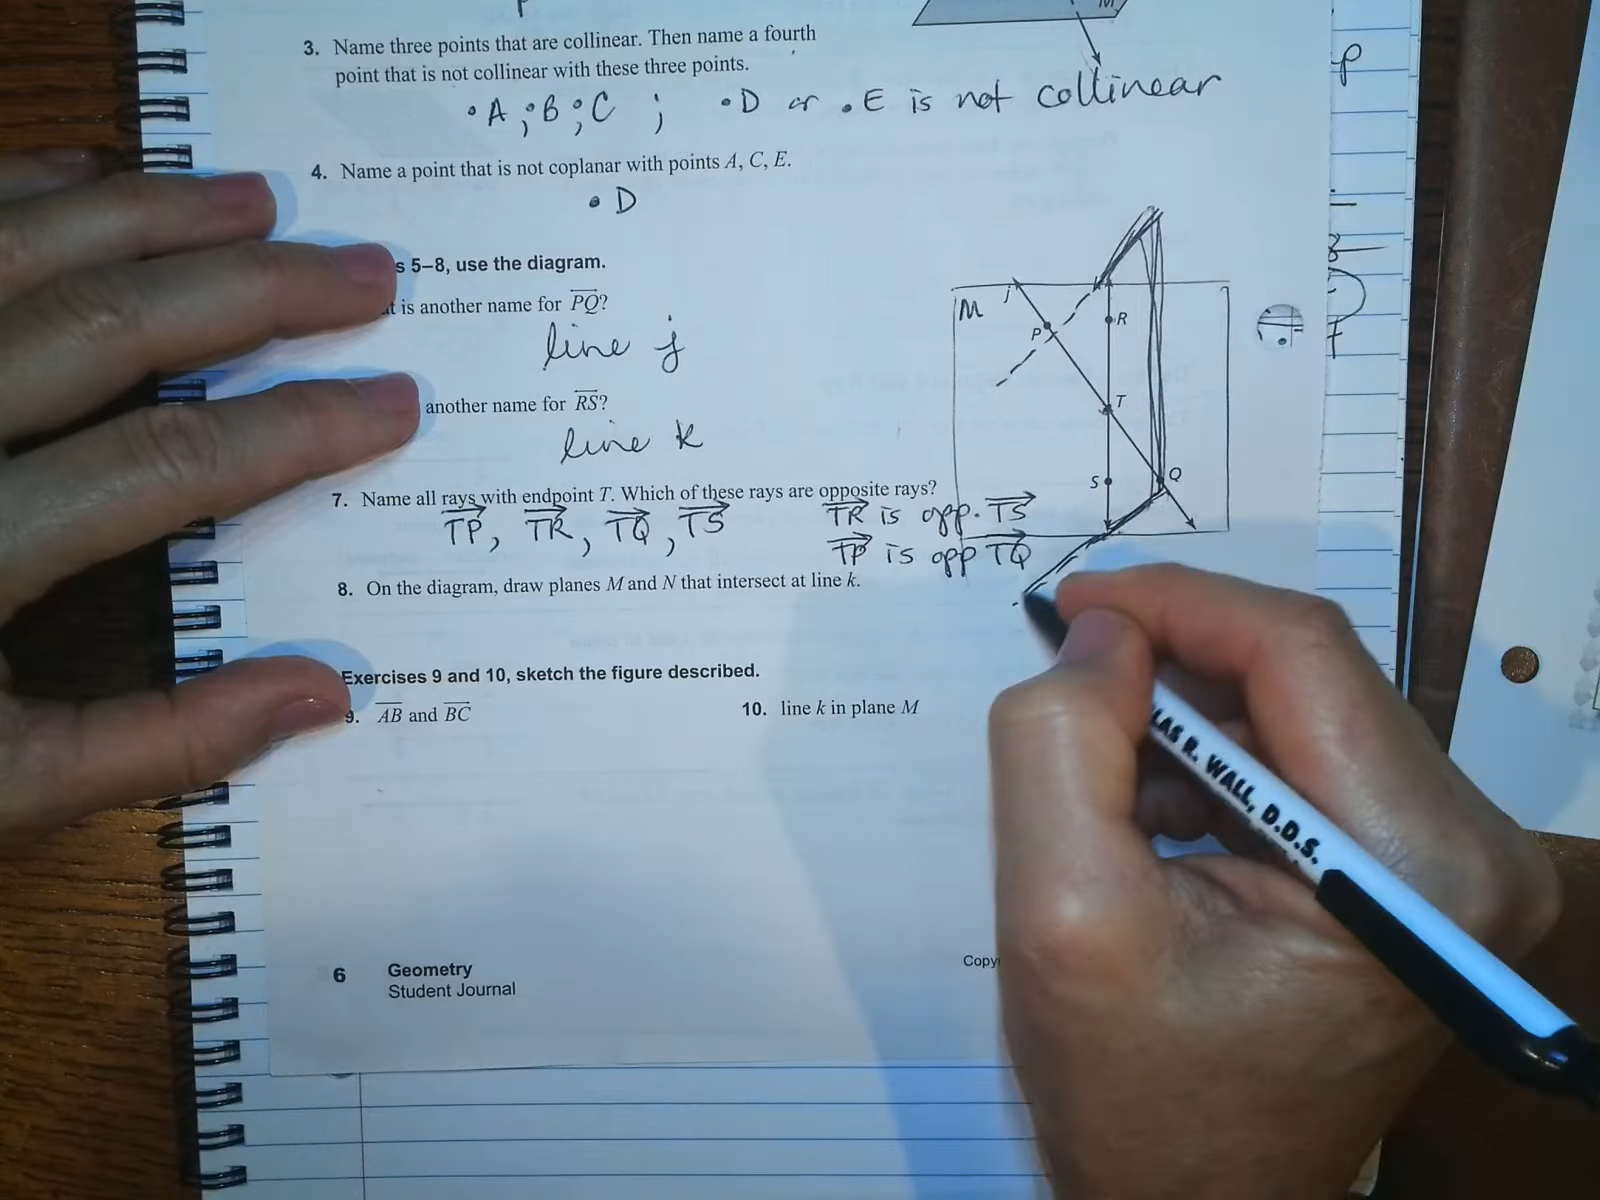 3. Name three points that are collinear. Then name a fourth
point that is not collinear with these three points.
• A ; • B ; • C ; • D or • E is not collinear
4. Name a point that is not coplanar with points A, C, E.
• D
s 5–8, use the diagram.
is another name for PQ?
line j
another name for RS?
line k
M
j
P
R
T
S
Q
7. Name all rays with endpoint T. Which of these rays are opposite rays?
TP, TR, TQ, TS
TR is opp. TS
TP is opp TQ
8. On the diagram, draw planes M and N that intersect at line k.
Exercises 9 and 10, sketch the figure described.
9. AB and BC
10. line k in plane M
6 Geometry
Student Journal
R. WALL, D.D.S.